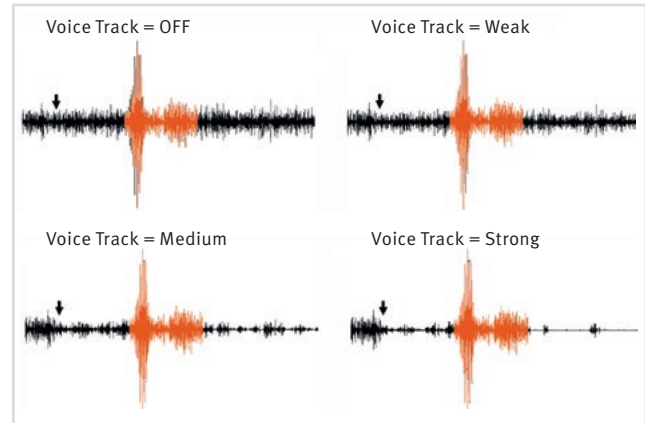 Voice Track = OFF
Voice Track = Weak
Voice Track = Medium
Voice Track = Strong